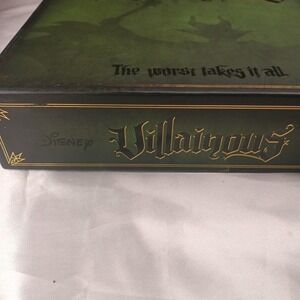 The worst takes it all.
DISNEY
Villainous